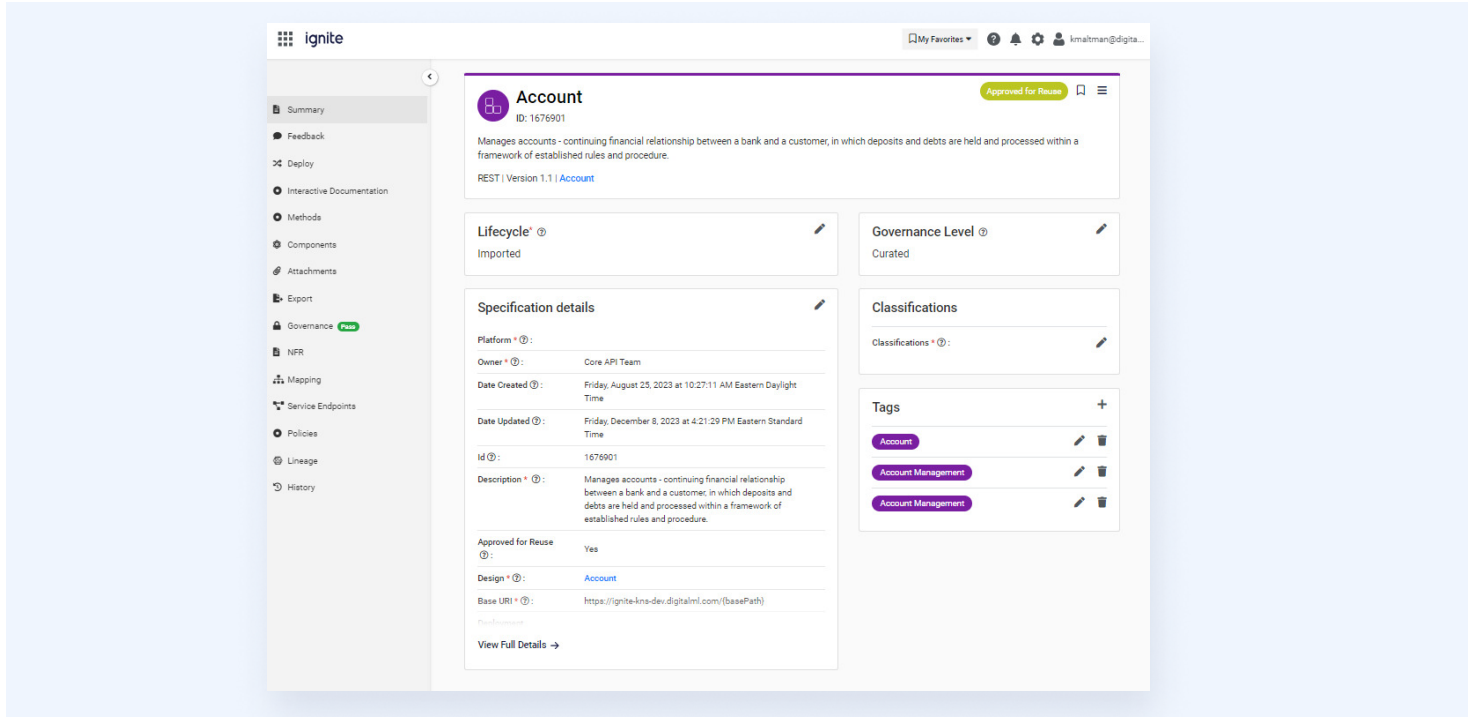 ignite
My Favorites
kmaltman@digita...
Summary
Feedback
Deploy
Interactive Documentation
Methods
Components
Attachments
Export
Governance Pass
NFR
Mapping
Service Endpoints
Policies
Lineage
History
Account
Approved for Reuse
ID: 1676901
Manages accounts - continuing financial relationship between a bank and a customer, in which deposits and debts are held and processed within a
framework of established rules and procedure.
REST | Version 1.1 | Account
Lifecycle*
Imported
Governance Level
Curated
Specification details
Platform * :
Owner * : Core API Team
Date Created : Friday, August 25, 2023 at 10:27:11 AM Eastern Daylight
Time
Date Updated : Friday, December 8, 2023 at 4:21:29 PM Eastern Standard
Time
Id : 1676901
Description * : Manages accounts - continuing financial relationship
between a bank and a customer, in which deposits and
debts are held and processed within a framework of
established rules and procedure.
Approved for Reuse
: Yes
Design * : Account
Base URI * : https://ignite-kns-dev.digitalml.com/{basePath}
View Full Details →
Classifications
Classifications * :
Tags
Account
Account Management
Account Management